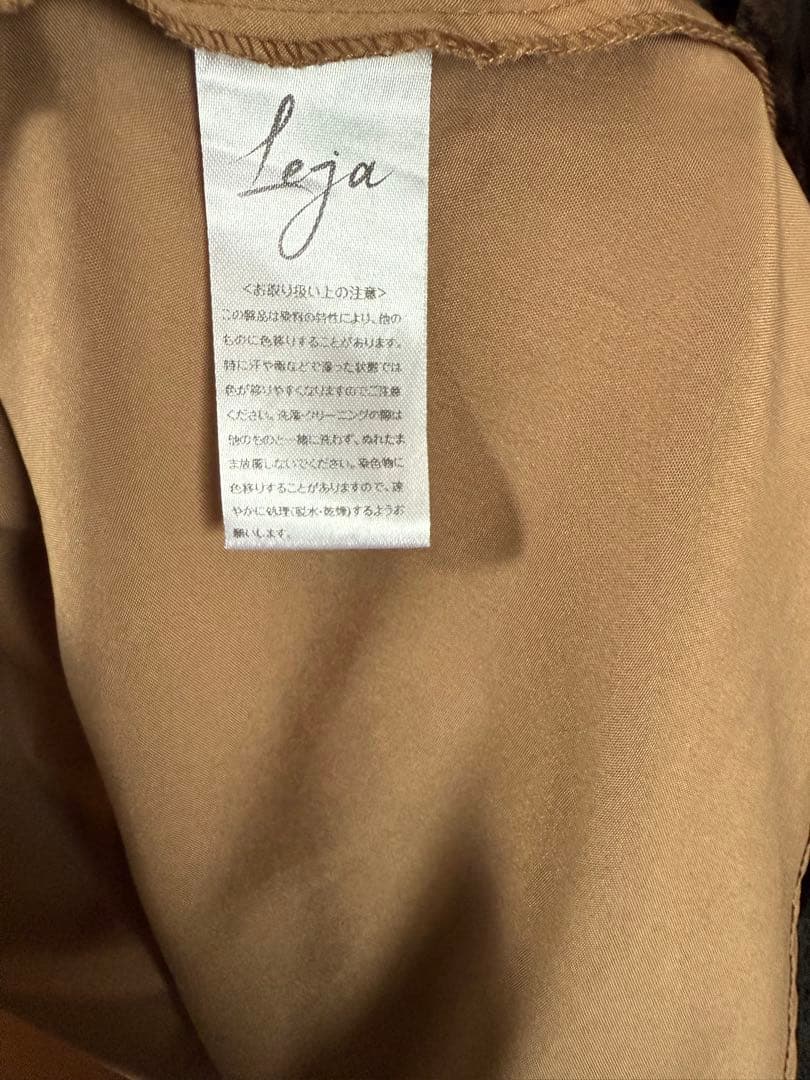 Leja
<お取り扱い上の注意>
この製品は染料の特性により、他の
ものに色移りすることがあります。
特に汗や雨などで湿った状態では
色が移りやすくなりますのでご注意
ください。洗濯・クリーニングの際は
他のものと一緒に洗わず、ぬれたま
ま放置しないでください。染色物に
色移りすることがありますので、速
やかに処理(脱水・乾燥)するようお
願いします。